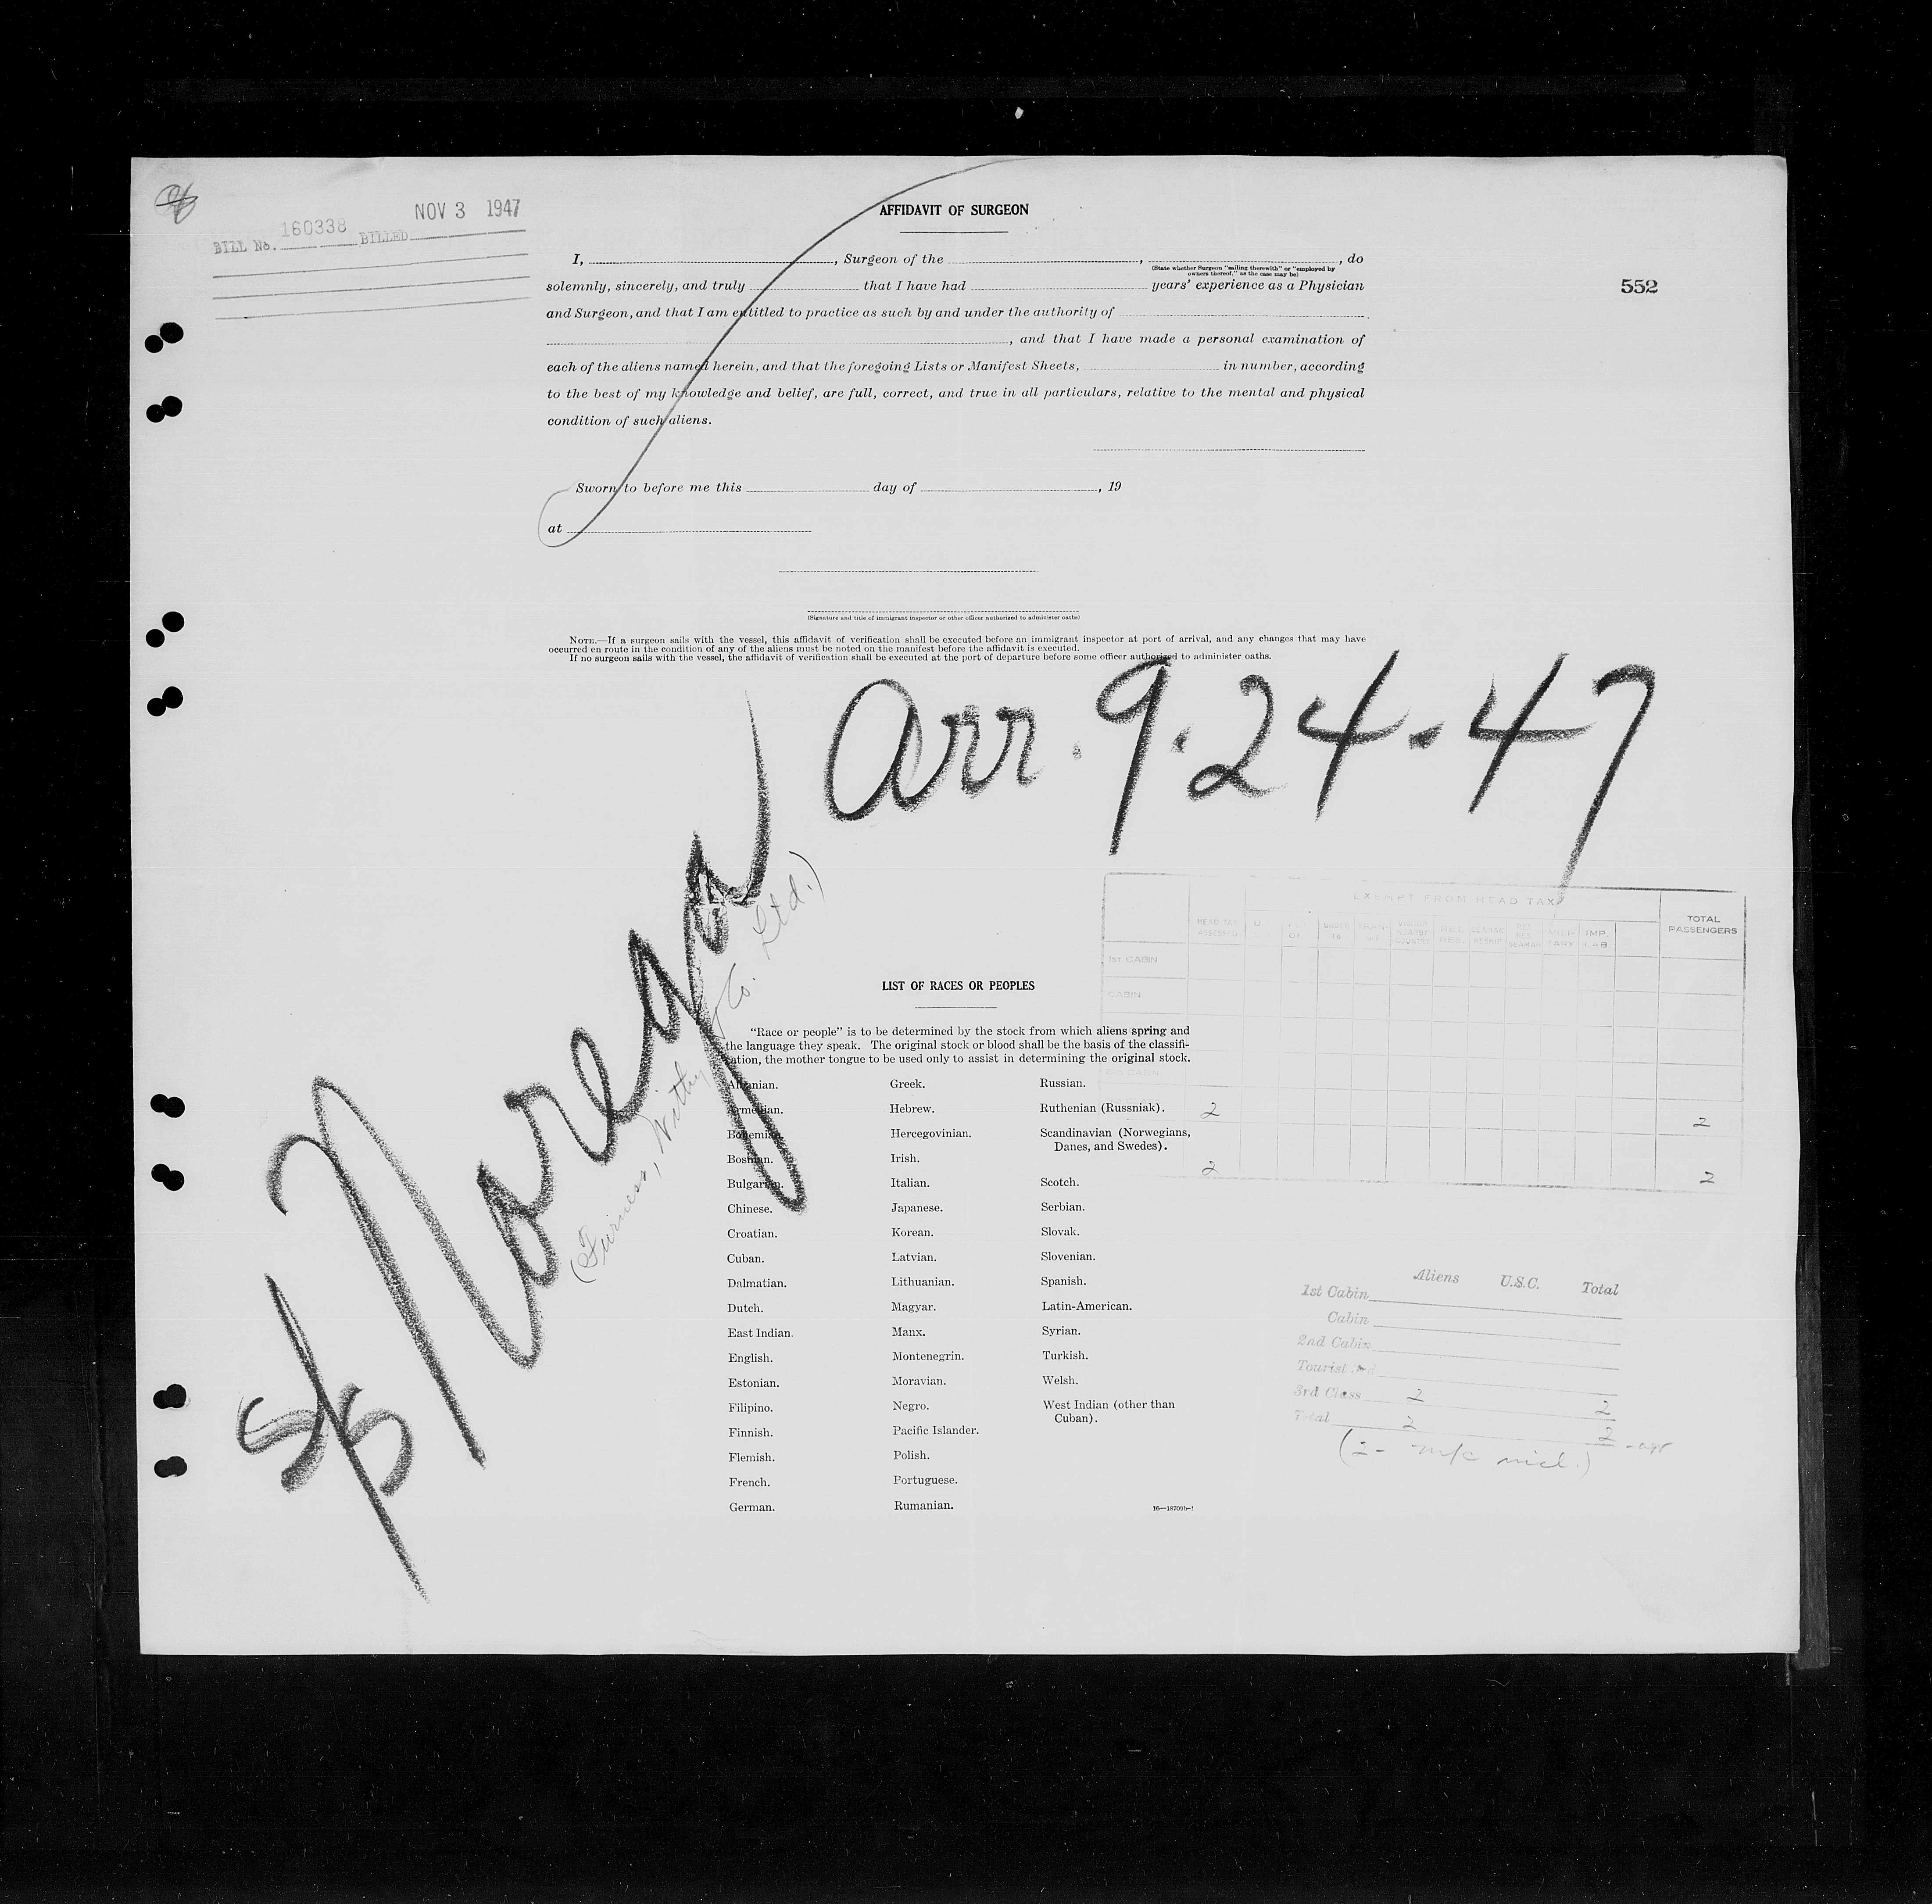 NOV 3 1947
BILL No. 160338 BILLED
552
AFFIDAVIT OF SURGEON
I, , Surgeon of the , , do
(State whether Surgeon "sailing therewith" or "employed by
owners thereof," as the case may be)
solemnly, sincerely, and truly that I have had years' experience as a Physician
and Surgeon, and that I am entitled to practice as such by and under the authority of
, and that I have made a personal examination of
each of the aliens named herein, and that the foregoing Lists or Manifest Sheets, in number, according
to the best of my knowledge and belief, are full, correct, and true in all particulars, relative to the mental and physical
condition of such aliens.
Sworn to before me this day of , 19
at
(Signature and title of immigrant inspector or other officer authorized to administer oaths)
NOTE.—If a surgeon sails with the vessel, this affidavit of verification shall be executed before an immigrant inspector at port of arrival, and any changes that may have
occurred en route in the condition of any of the aliens must be noted on the manifest before the affidavit is executed.
If no surgeon sails with the vessel, the affidavit of verification shall be executed at the port of departure before some officer authorized to administer oaths.
arr. 9.24.47
S/S Norega
(Furness, Withy & Co. Ltd.)
EXEMPT FROM HEAD TAX
HEAD TAX
ASSESSED
TOTAL
PASSENGERS
IMP.
LAB
1ST CABIN
CABIN
2 2
2 2
LIST OF RACES OR PEOPLES
"Race or people" is to be determined by the stock from which aliens spring and
the language they speak. The original stock or blood shall be the basis of the classifi-
cation, the mother tongue to be used only to assist in determining the original stock.
Albanian.
Armenian.
Bohemian.
Bosnian.
Bulgarian.
Chinese.
Croatian.
Cuban.
Dalmatian.
Dutch.
East Indian.
English.
Estonian.
Filipino.
Finnish.
Flemish.
French.
German.
Greek.
Hebrew.
Hercegovinian.
Irish.
Italian.
Japanese.
Korean.
Latvian.
Lithuanian.
Magyar.
Manx.
Montenegrin.
Moravian.
Negro.
Pacific Islander.
Polish.
Portuguese.
Rumanian.
Russian.
Ruthenian (Russniak).
Scandinavian (Norwegians,
Danes, and Swedes).
Scotch.
Serbian.
Slovak.
Slovenian.
Spanish.
Latin-American.
Syrian.
Turkish.
Welsh.
West Indian (other than
Cuban).
Aliens U.S.C. Total
1st Cabin
Cabin
2nd Cabin
Tourist
3rd Class 2 2
Total 2 2